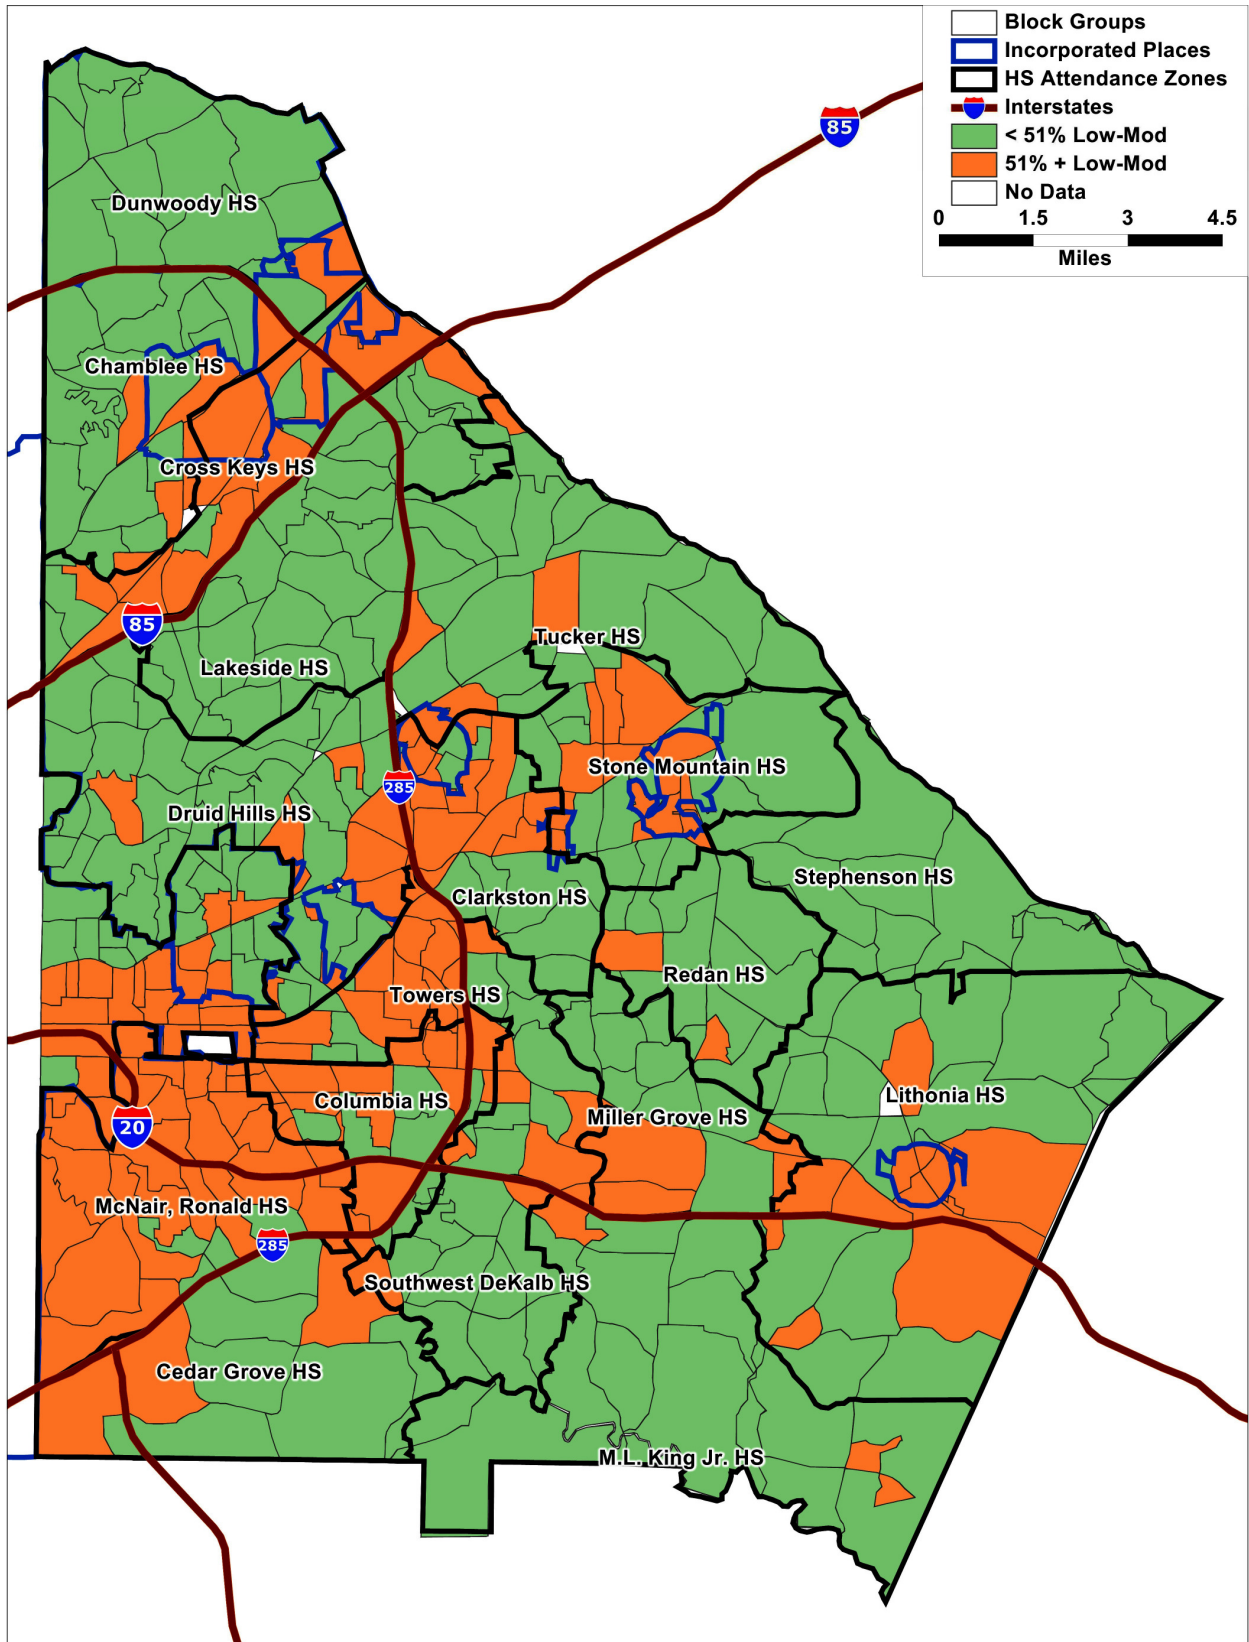 Block Groups
Incorporated Places
HS Attendance Zones
Interstates
< 51% Low-Mod
51% + Low-Mod
No Data
0 1.5 3 4.5
Miles
85
Dunwoody HS
Chamblee HS
Cross Keys HS
85
Tucker HS
Lakeside HS
Stone Mountain HS
285
Druid Hills HS
Stephenson HS
Clarkston HS
Redan HS
Towers HS
Lithonia HS
Columbia HS
Miller Grove HS
20
McNair, Ronald HS
285
Southwest DeKalb HS
Cedar Grove HS
M.L. King Jr. HS